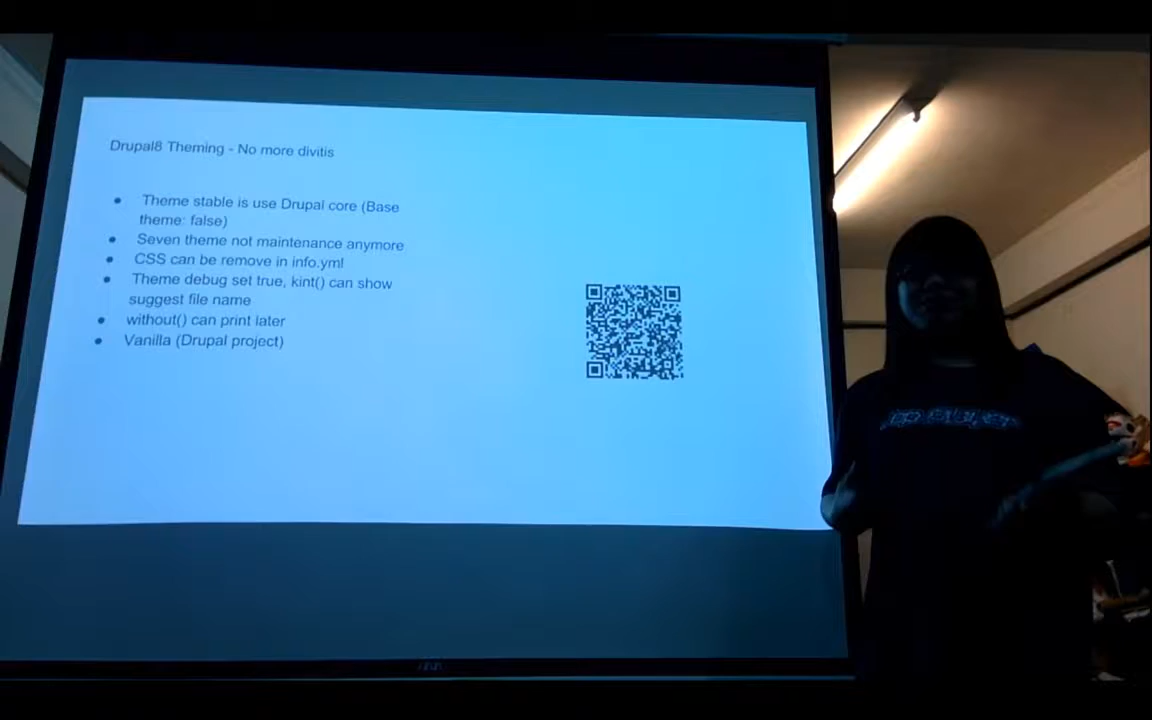 Drupal8 Theming - No more divitis
● Theme stable is use Drupal core (Base
theme: false)
● Seven theme not maintenance anymore
● CSS can be remove in info.yml
● Theme debug set true, kint() can show
suggest file name
● without() can print later
● Vanilla (Drupal project)